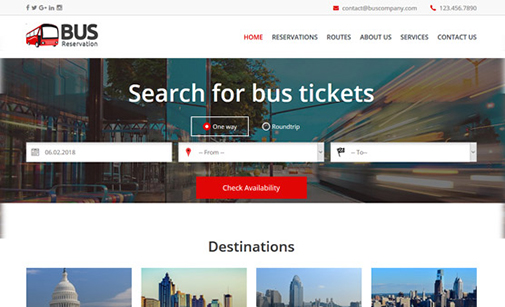 contact@buscompany.com 123.456.7890
BUS
Reservation
HOME RESERVATIONS ROUTES ABOUT US SERVICES CONTACT US
Search for bus tickets
One way Roundtrip
06.02.2018 -- From -- -- To--
Check Availability
Destinations